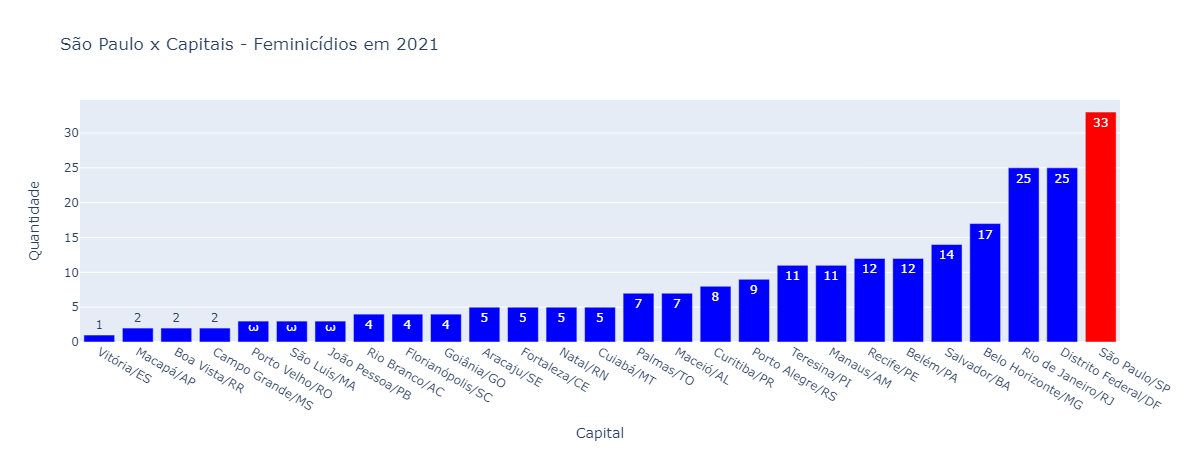 São Paulo x Capitais - Feminicídios em 2021
Quantidade
30
25
20
15
10
5
0
1
2
2
2
3
3
3
4
4
4
5
5
5
5
7
7
8
9
11
11
12
12
14
17
25
25
33
Vitória/ES
Macapá/AP
Boa Vista/RR
Campo Grande/MS
Porto Velho/RO
São Luís/MA
João Pessoa/PB
Rio Branco/AC
Florianópolis/SC
Goiânia/GO
Aracaju/SE
Fortaleza/CE
Natal/RN
Cuiabá/MT
Palmas/TO
Maceió/AL
Curitiba/PR
Porto Alegre/RS
Teresina/PI
Manaus/AM
Recife/PE
Belém/PA
Salvador/BA
Belo Horizonte/MG
Rio de Janeiro/RJ
Distrito Federal/DF
São Paulo/SP
Capital